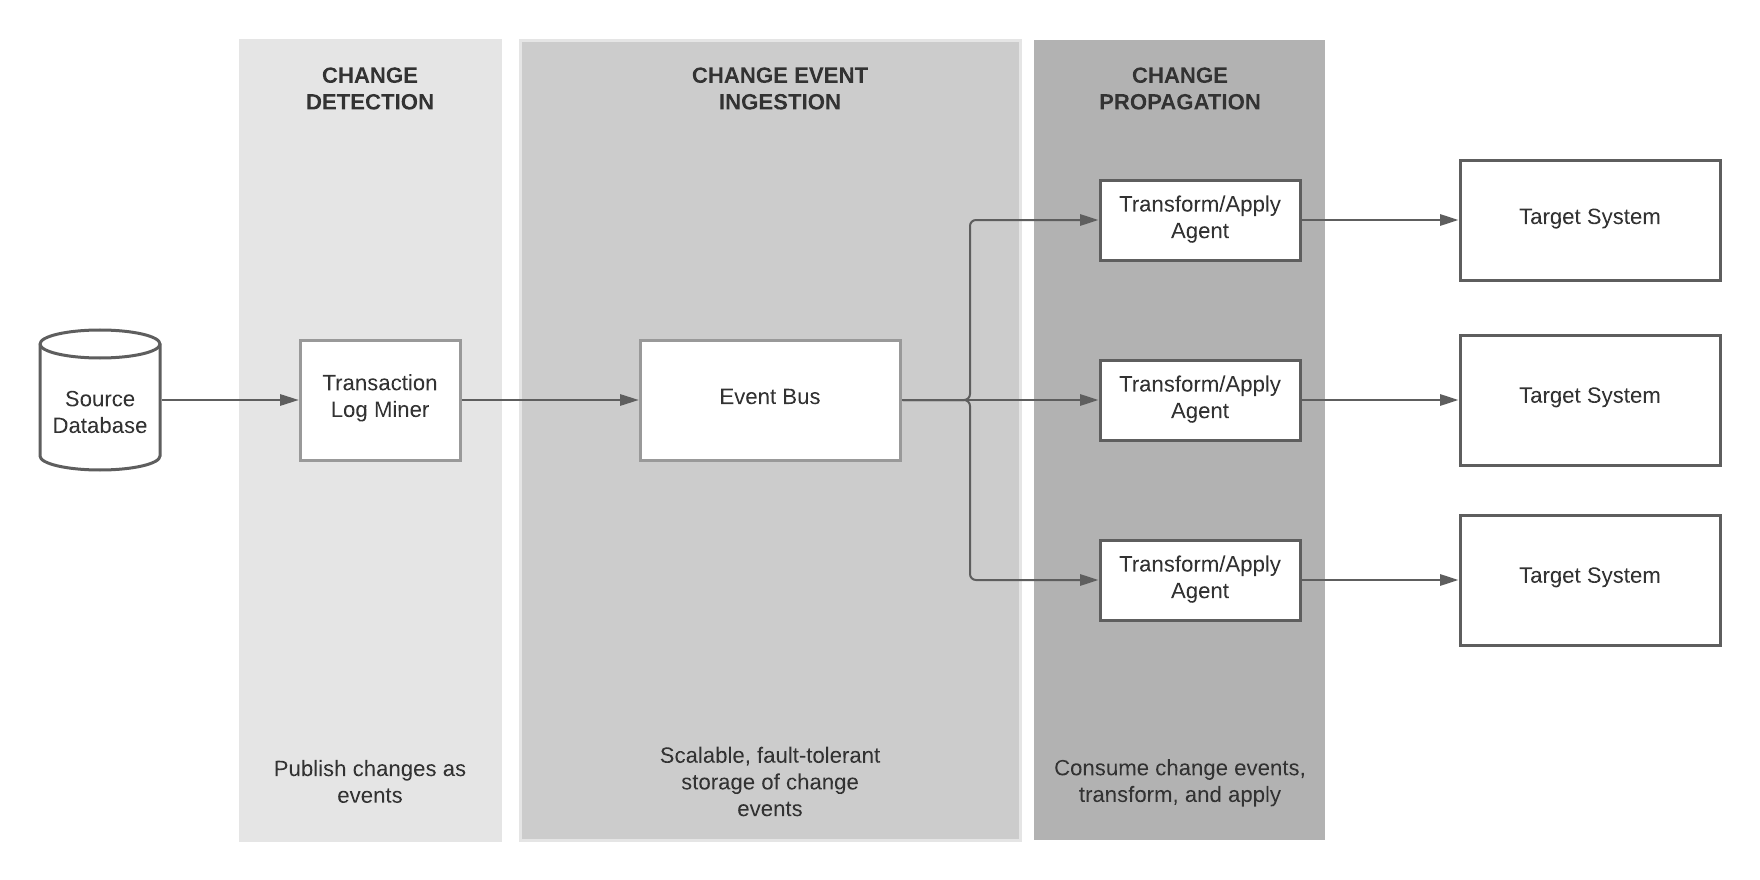 CHANGE
DETECTION
CHANGE EVENT
INGESTION
CHANGE
PROPAGATION
Source
Database
Transaction
Log Miner
Event Bus
Transform/Apply
Agent
Target System
Transform/Apply
Agent
Target System
Transform/Apply
Agent
Target System
Publish changes as
events
Scalable, fault-tolerant
storage of change
events
Consume change events,
transform, and apply